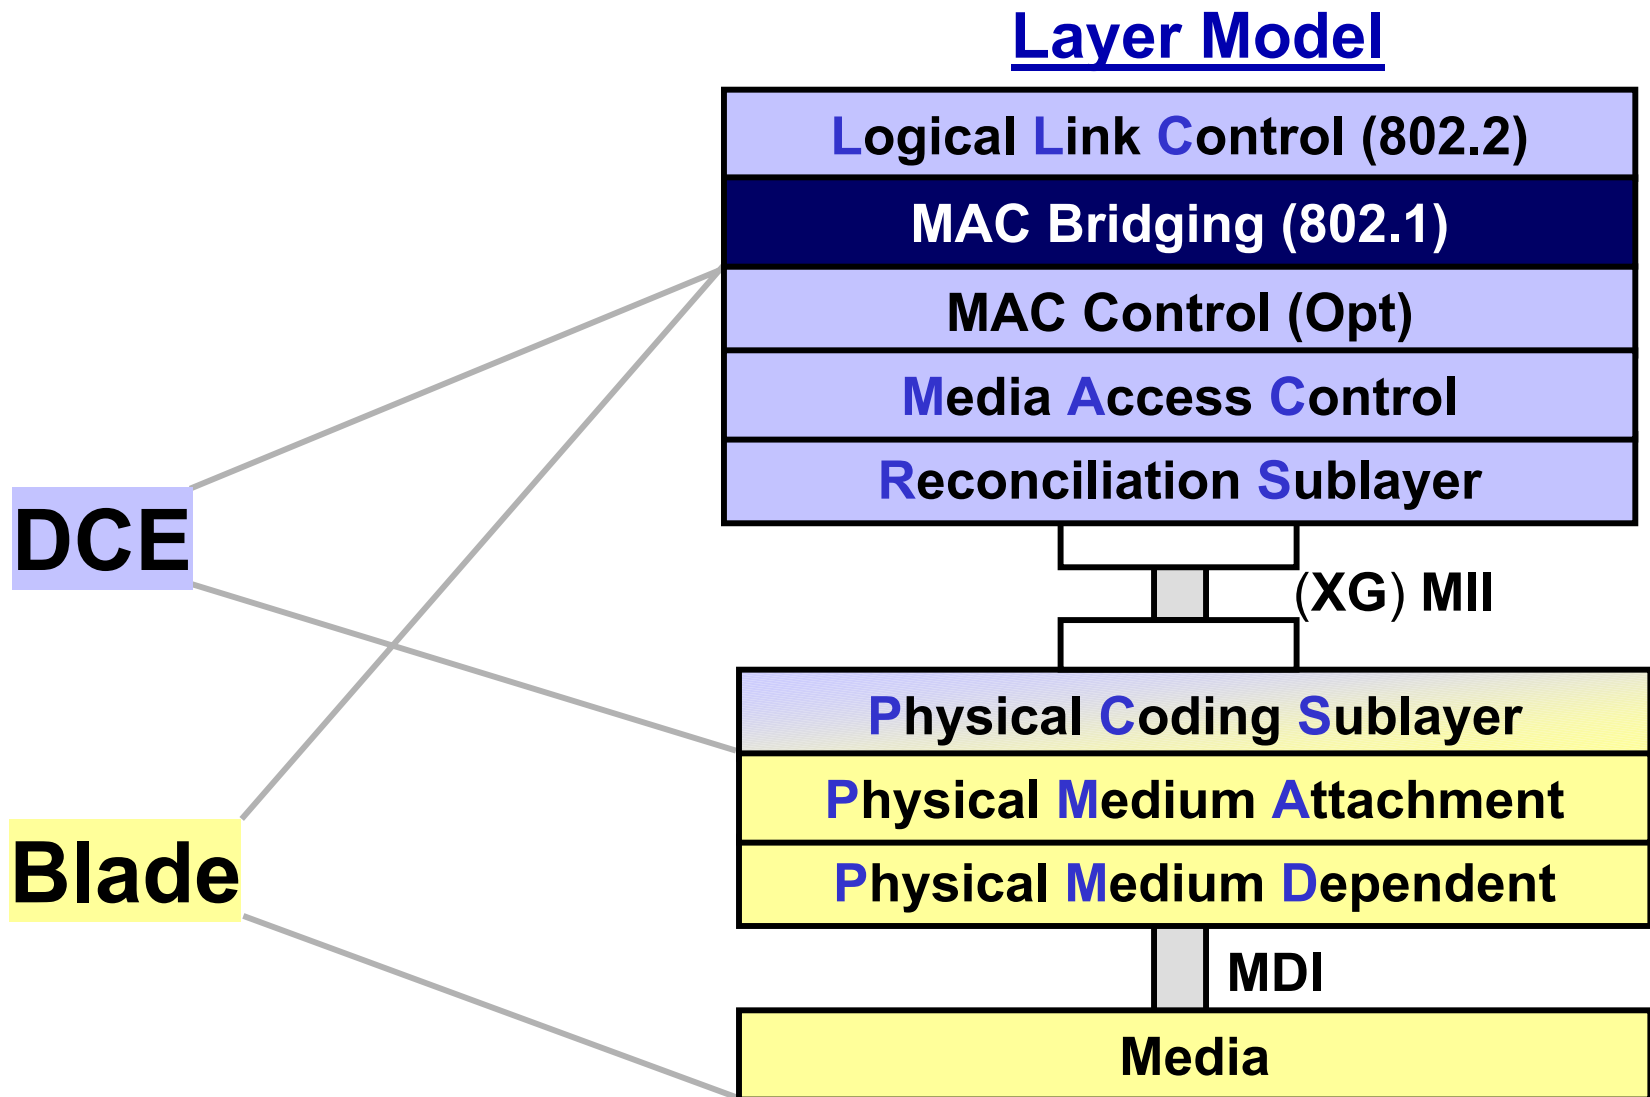 Layer Model
Logical Link Control (802.2)
MAC Bridging (802.1)
MAC Control (Opt)
Media Access Control
Reconciliation Sublayer
DCE
(XG) MII
Physical Coding Sublayer
Physical Medium Attachment
Blade
Physical Medium Dependent
MDI
Media